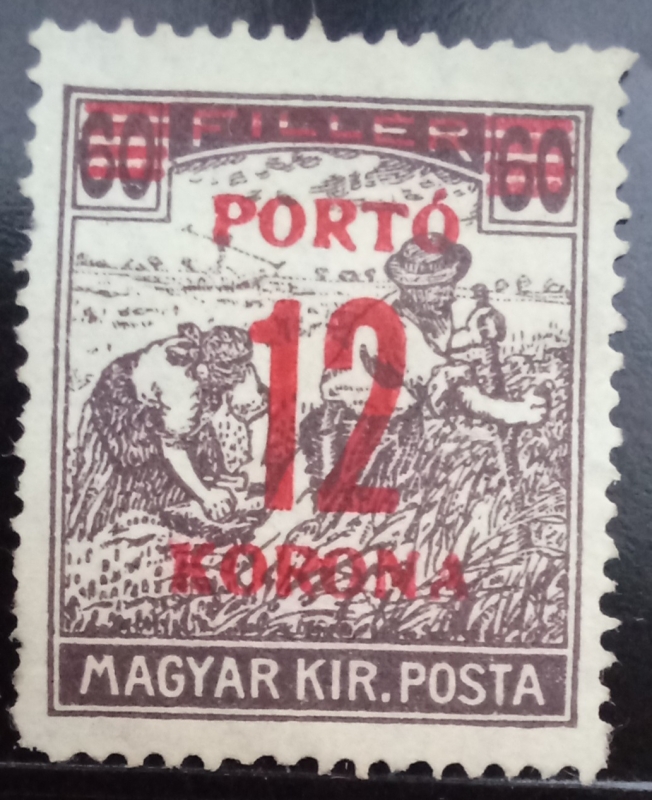 60 FILLÉR 60
PORTÓ
12
KORONA
MAGYAR KIR. POSTA